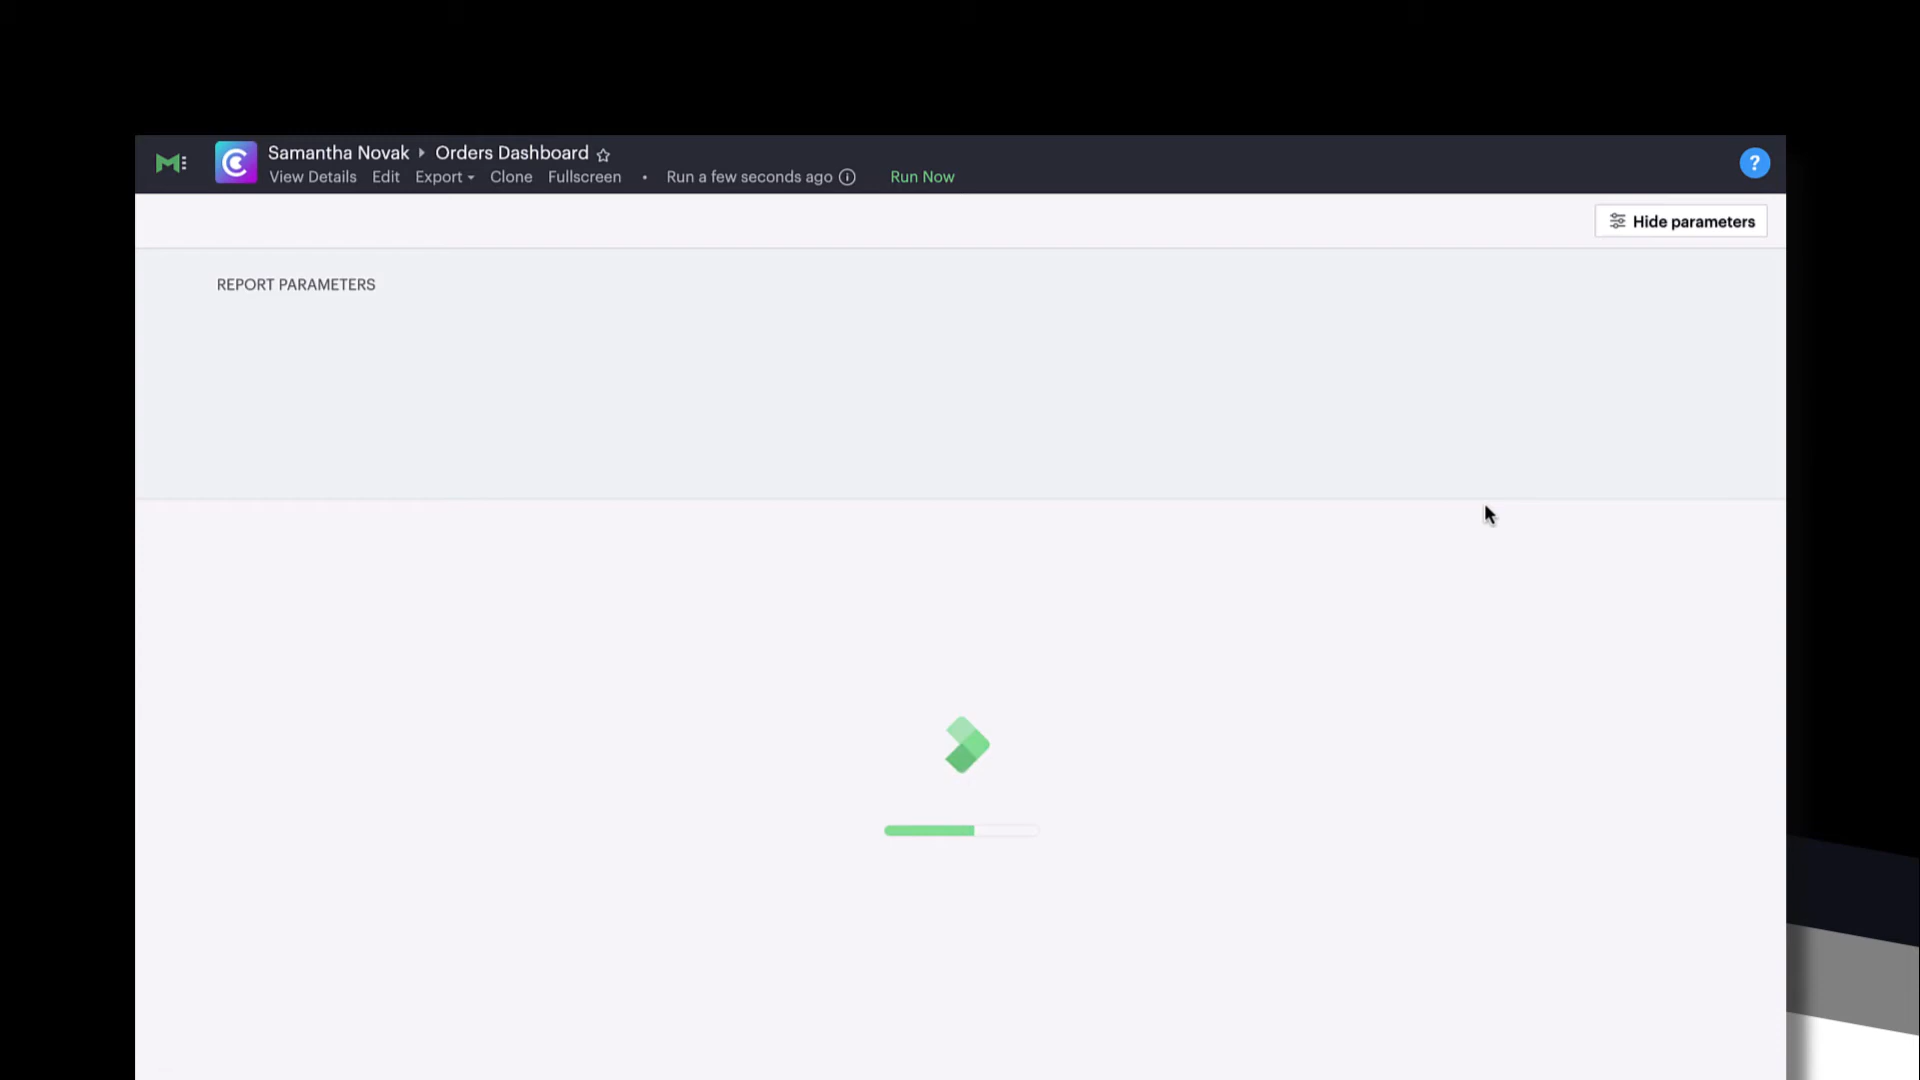 Samantha Novak Orders Dashboard
View Details Edit Export Clone Fullscreen • Run a few seconds ago Run Now
?
Hide parameters
REPORT PARAMETERS